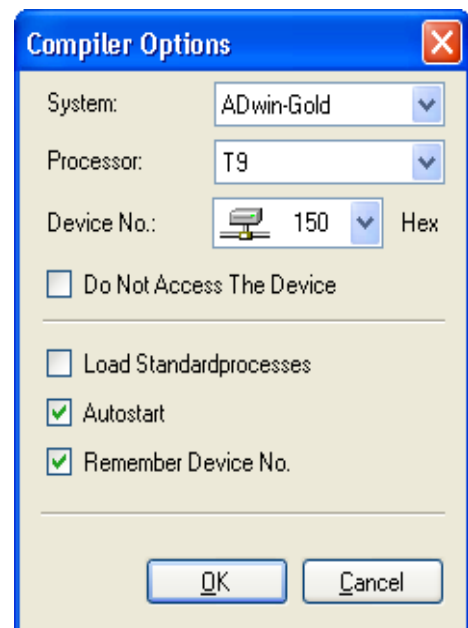 Compiler Options
System: ADwin-Gold
Processor: T9
Device No.: 150 Hex
Do Not Access The Device
Load Standardprocesses
Autostart
Remember Device No.
OK Cancel